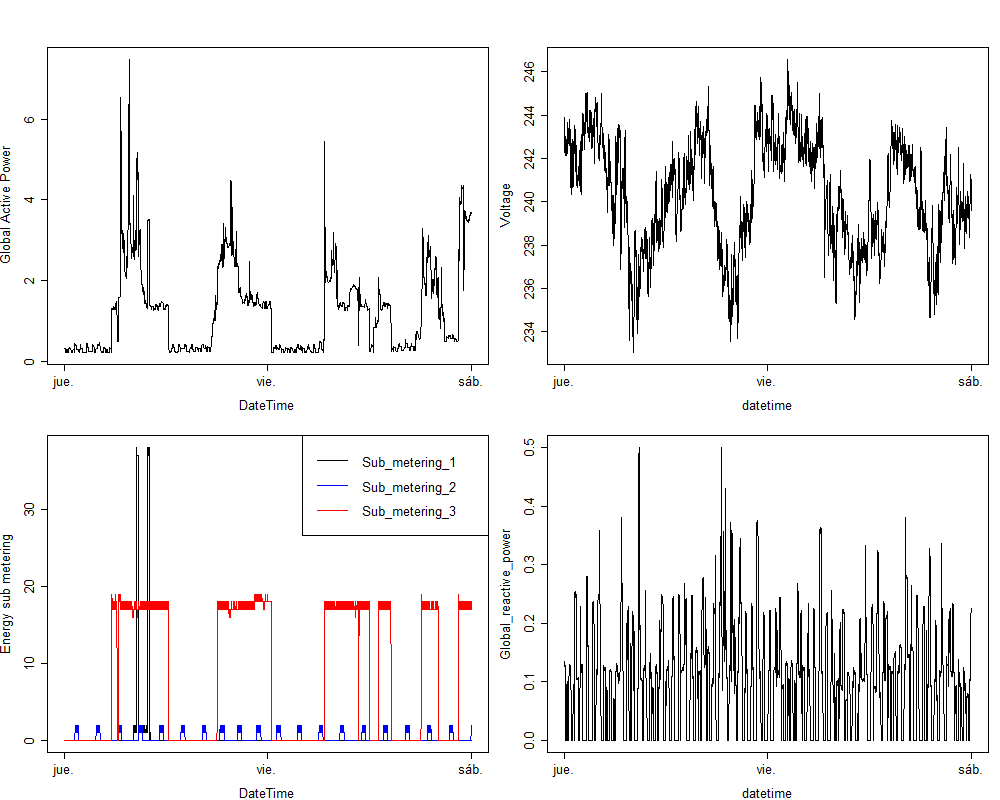 Global Active Power
6
4
2
0
jue.
vie.
sáb.
DateTime
Voltage
246
244
242
240
238
236
234
jue.
vie.
sáb.
datetime
Energy sub metering
30
20
10
0
Sub_metering_1
Sub_metering_2
Sub_metering_3
jue.
vie.
sáb.
DateTime
Global_reactive_power
0.5
0.4
0.3
0.2
0.1
0.0
jue.
vie.
sáb.
datetime